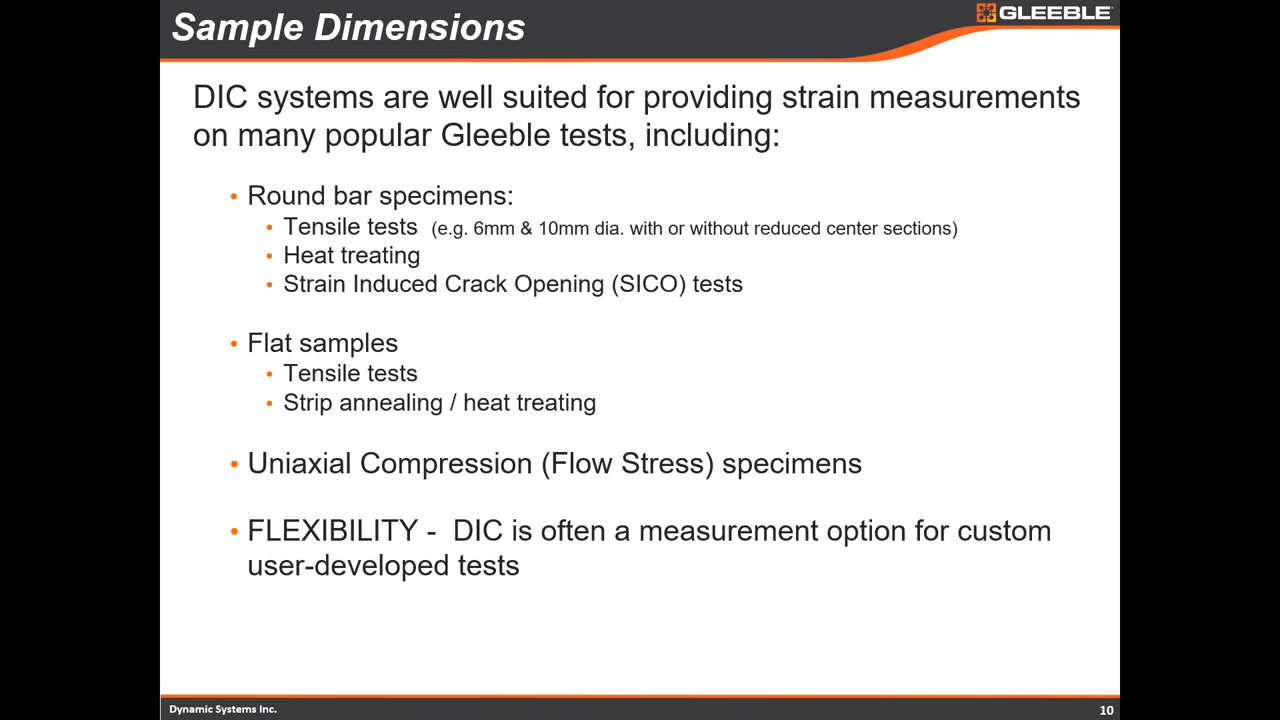 Sample Dimensions
GLEEBLE
DIC systems are well suited for providing strain measurements
on many popular Gleeble tests, including:
• Round bar specimens:
• Tensile tests (e.g. 6mm & 10mm dia. with or without reduced center sections)
• Heat treating
• Strain Induced Crack Opening (SICO) tests
• Flat samples
• Tensile tests
• Strip annealing / heat treating
• Uniaxial Compression (Flow Stress) specimens
• FLEXIBILITY - DIC is often a measurement option for custom
user-developed tests
Dynamic Systems Inc.
10